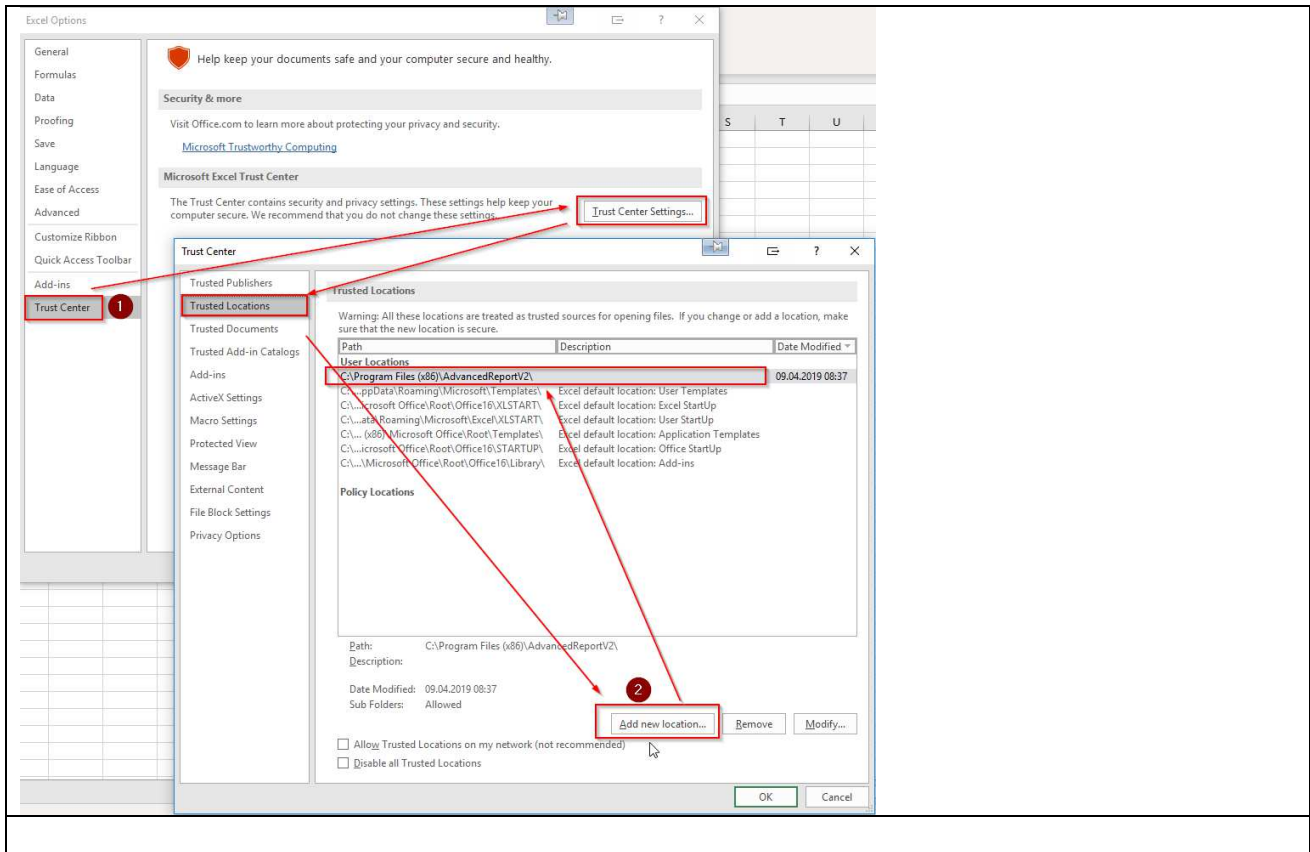 Excel Options
?
General
Formulas
Data
Proofing
Save
Language
Ease of Access
Advanced
Customize Ribbon
Quick Access Toolbar
Add-ins
Trust Center
1
Help keep your documents safe and your computer secure and healthy.
Security & more
Visit Office.com to learn more about protecting your privacy and security.
Microsoft Trustworthy Computing
Microsoft Excel Trust Center
The Trust Center contains security and privacy settings. These settings help keep your
computer secure. We recommend that you do not change these settings.
Trust Center Settings...
S T U
Trust Center
?
Trusted Publishers
Trusted Locations
Trusted Documents
Trusted Add-in Catalogs
Add-ins
ActiveX Settings
Macro Settings
Protected View
Message Bar
External Content
File Block Settings
Privacy Options
Trusted Locations
Warning: All these locations are treated as trusted sources for opening files. If you change or add a location, make
sure that the new location is secure.
Path Description Date Modified
User Locations
C:\Program Files (x86)\AdvancedReportV2\ 09.04.2019 08:37
C:\...ppData\Roaming\Microsoft\Templates\ Excel default location: User Templates
C:\...icrosoft Office\Root\Office16\XLSTART\ Excel default location: Excel StartUp
C:\...ata\Roaming\Microsoft\Excel\XLSTART\ Excel default location: User StartUp
C:\... (x86)\Microsoft Office\Root\Templates\ Excel default location: Application Templates
C:\...icrosoft Office\Root\Office16\STARTUP\ Excel default location: Office StartUp
C:\...\Microsoft Office\Root\Office16\Library\ Excel default location: Add-ins
Policy Locations
Path: C:\Program Files (x86)\AdvancedReportV2\
Description:
Date Modified: 09.04.2019 08:37
Sub Folders: Allowed
2
Add new location... Remove Modify...
Allow Trusted Locations on my network (not recommended)
Disable all Trusted Locations
OK Cancel